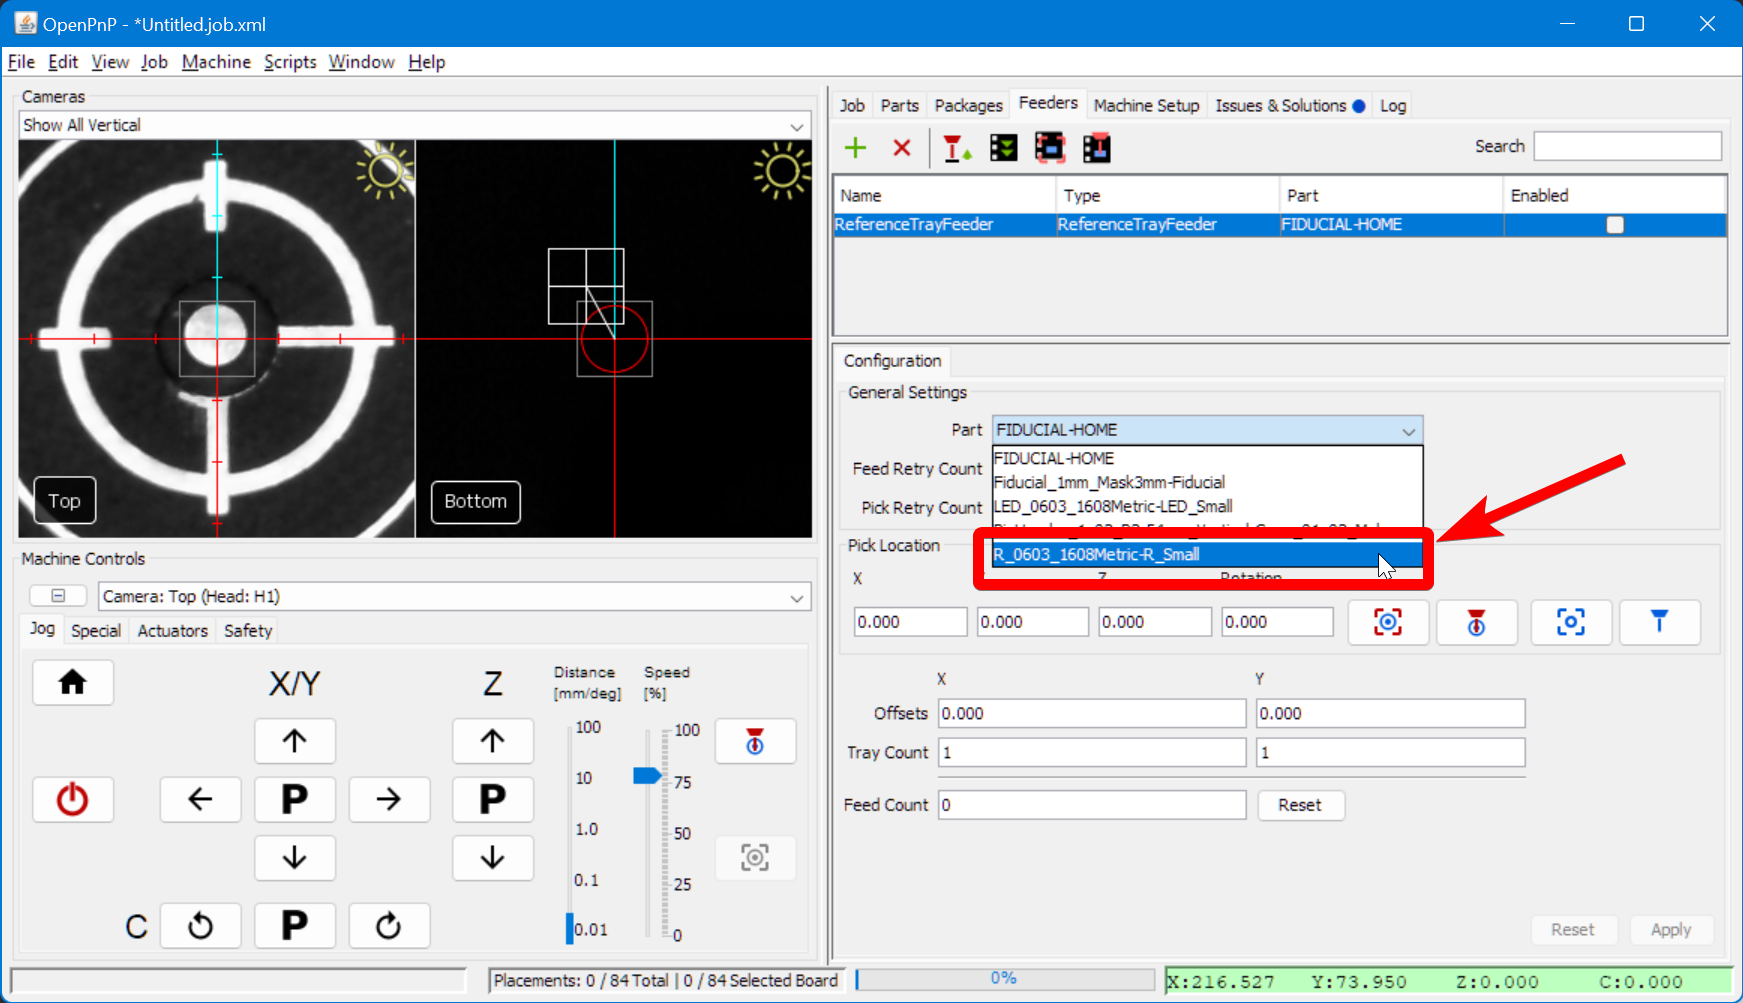 OpenPnP - *Untitled.job.xml
File Edit View Job Machine Scripts Window Help
Cameras
Show All Vertical
Top
Bottom
Machine Controls
Camera: Top (Head: H1)
Jog Special Actuators Safety
X/Y
Z
Distance
[mm/deg]
Speed
[%]
100
10
1.0
0.1
0.01
100
75
50
25
0
P
P
C
P
Job Parts Packages Feeders Machine Setup Issues & Solutions Log
Search
Name Type Part Enabled
ReferenceTrayFeeder ReferenceTrayFeeder FIDUCIAL-HOME
Configuration
General Settings
Part FIDUCIAL-HOME
FIDUCIAL-HOME
Feed Retry Count
Fiducial_1mm_Mask3mm-Fiducial
LED_0603_1608Metric-LED_Small
Pick Retry Count
Pick Location
R_0603_1608Metric-R_Small
X Z Rotation
0.000 0.000 0.000 0.000
X Y
Offsets 0.000 0.000
Tray Count 1 1
Feed Count 0 Reset
Reset Apply
Placements: 0 / 84 Total | 0 / 84 Selected Board
0%
X:216.527 Y:73.950 Z:0.000 C:0.000